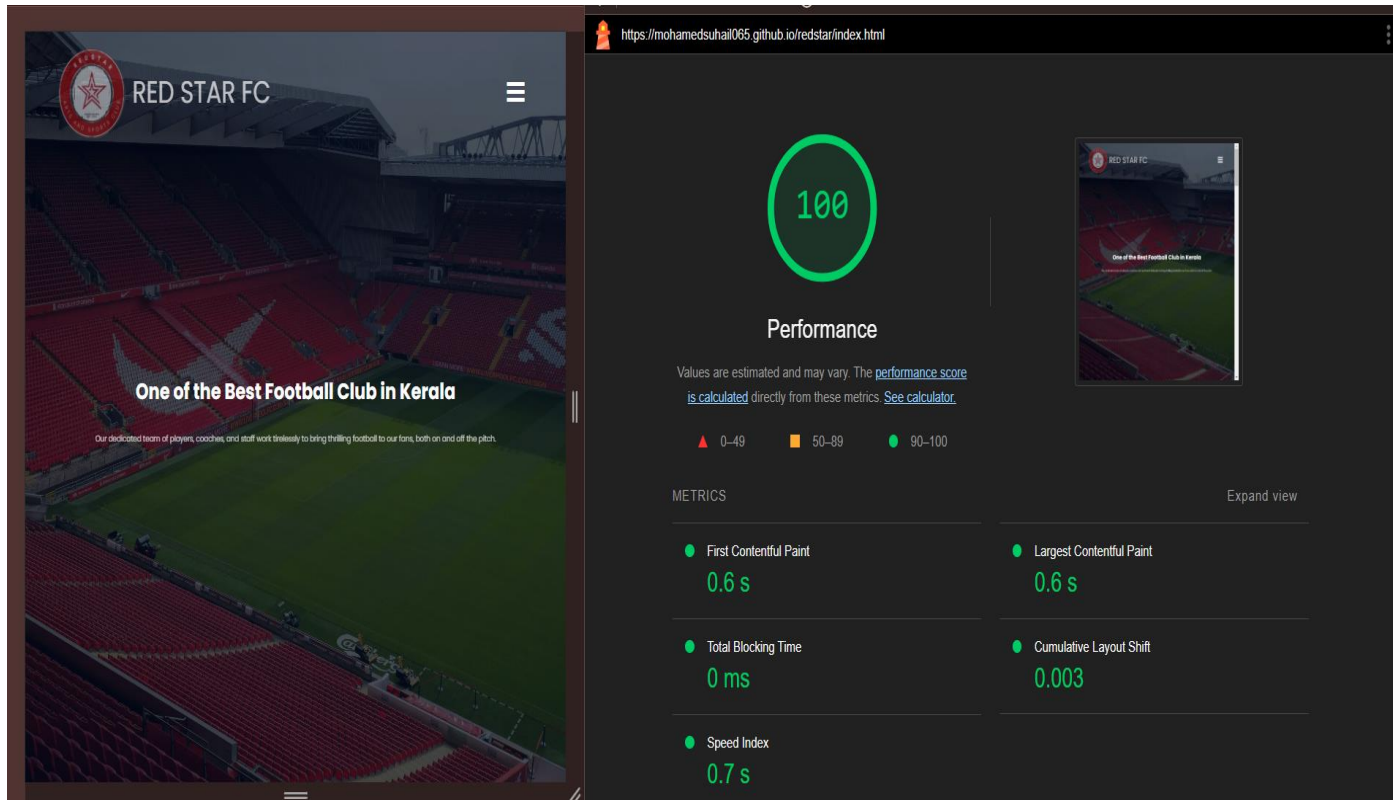 https://mohamedsuhail065.github.io/redstar/index.html
RED STAR FC
One of the Best Football Club in Kerala
Our dedicated team of players, coaches, and staff work tirelessly to bring thrilling football to our fans, both on and off the pitch.
100
Performance
Values are estimated and may vary. The performance score
is calculated directly from these metrics. See calculator.
0–49
50–89
90–100
RED STAR FC
One of the Best Football Club in Kerala
METRICS
Expand view
First Contentful Paint
0.6 s
Largest Contentful Paint
0.6 s
Total Blocking Time
0 ms
Cumulative Layout Shift
0.003
Speed Index
0.7 s